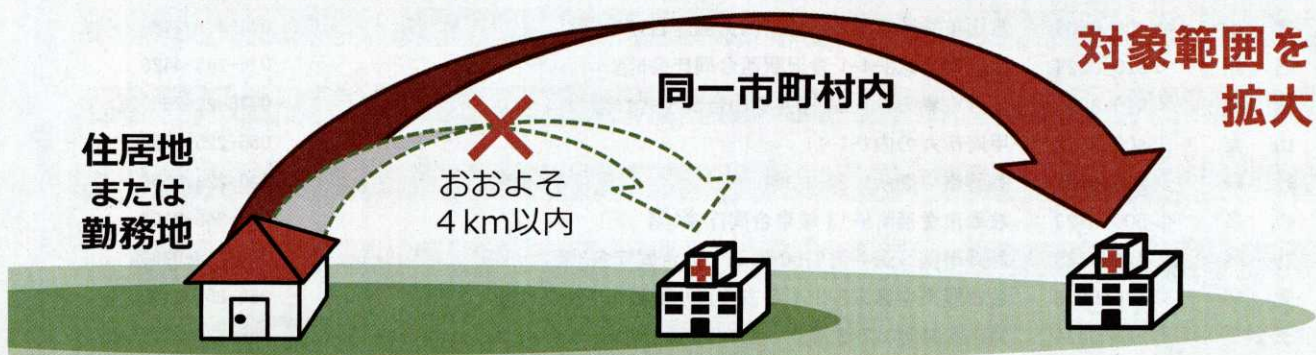 対象範囲を
拡大
同一市町村内
住居地
または
勤務地
おおよそ
4km以内